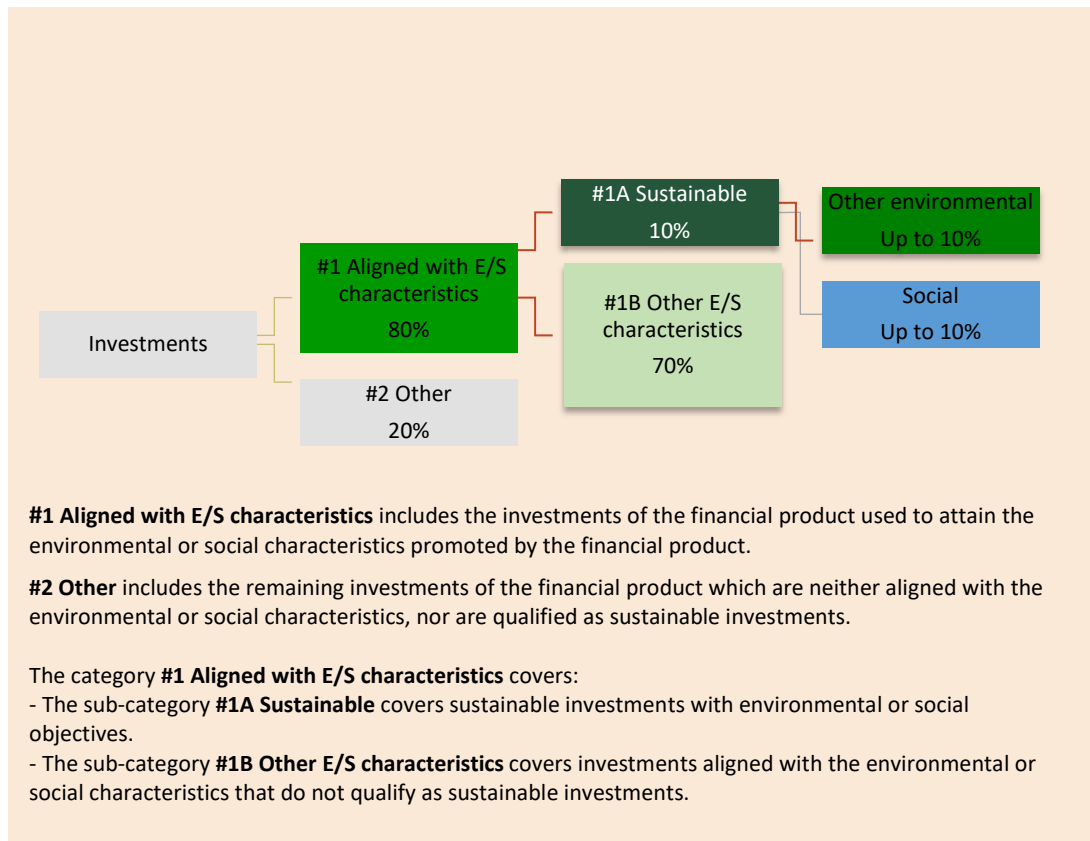 #1A Sustainable
10%
Other environmental
Up to 10%
#1 Aligned with E/S
characteristics
80%
#1B Other E/S
characteristics
70%
Social
Up to 10%
Investments
#2 Other
20%
#1 Aligned with E/S characteristics includes the investments of the financial product used to attain the
environmental or social characteristics promoted by the financial product.
#2 Other includes the remaining investments of the financial product which are neither aligned with the
environmental or social characteristics, nor are qualified as sustainable investments.
The category #1 Aligned with E/S characteristics covers:
- The sub-category #1A Sustainable covers sustainable investments with environmental or social
objectives.
- The sub-category #1B Other E/S characteristics covers investments aligned with the environmental or
social characteristics that do not qualify as sustainable investments.